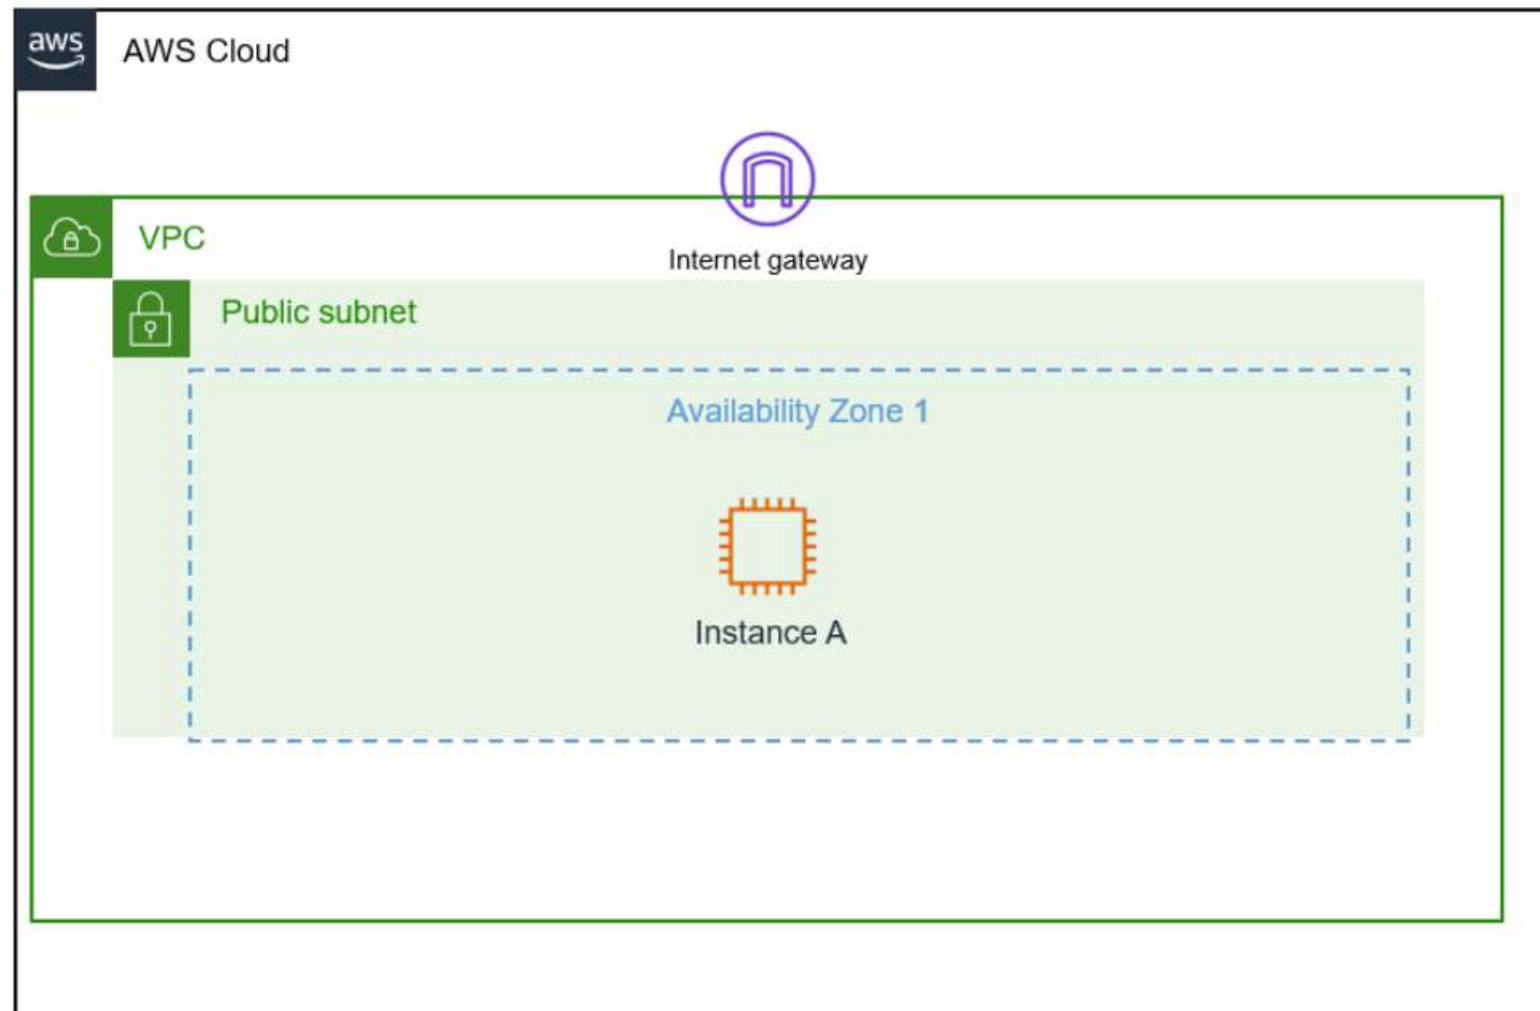 aws
AWS Cloud
VPC
Internet gateway
Public subnet
Availability Zone 1
Instance A